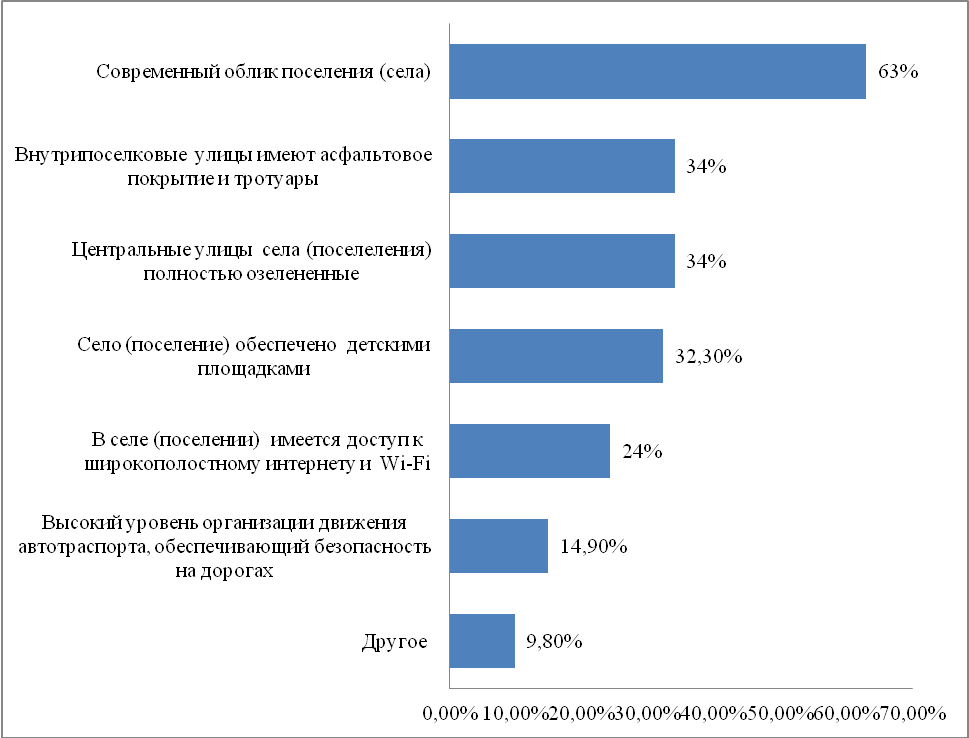 Современный облик поселения (села)
63%
Внутрипоселковые улицы имеют асфальтовое
покрытие и тротуары
34%
Центральные улицы села (поселеления)
полностью озелененные
34%
Село (поселение) обеспечено детскими
площадками
32,30%
В селе (поселении) имеется доступ к
широкополостному интернету и Wi-Fi
24%
Высокий уровень организации движения
автотраспорта, обеспечивающий безопасность
на дорогах
14,90%
Другое
9,80%
0,00% 10,00% 20,00% 30,00% 40,00% 50,00% 60,00% 70,00%